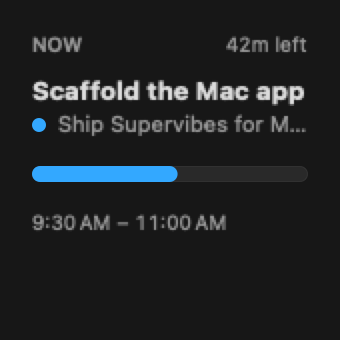 NOW 42m left
Scaffold the Mac app
Ship Supervibes for M...
9:30 AM – 11:00 AM